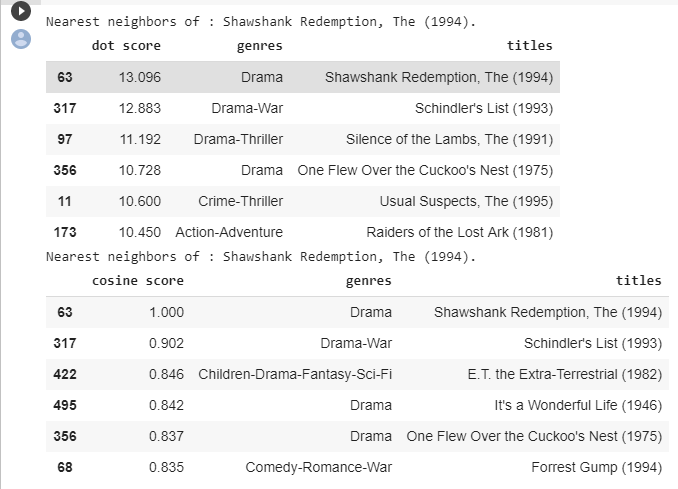 Nearest neighbors of : Shawshank Redemption, The (1994).
dot score genres titles
63 13.096 Drama Shawshank Redemption, The (1994)
317 12.883 Drama-War Schindler's List (1993)
97 11.192 Drama-Thriller Silence of the Lambs, The (1991)
356 10.728 Drama One Flew Over the Cuckoo's Nest (1975)
11 10.600 Crime-Thriller Usual Suspects, The (1995)
173 10.450 Action-Adventure Raiders of the Lost Ark (1981)
Nearest neighbors of : Shawshank Redemption, The (1994).
cosine score genres titles
63 1.000 Drama Shawshank Redemption, The (1994)
317 0.902 Drama-War Schindler's List (1993)
422 0.846 Children-Drama-Fantasy-Sci-Fi E.T. the Extra-Terrestrial (1982)
495 0.842 Drama It's a Wonderful Life (1946)
356 0.837 Drama One Flew Over the Cuckoo's Nest (1975)
68 0.835 Comedy-Romance-War Forrest Gump (1994)